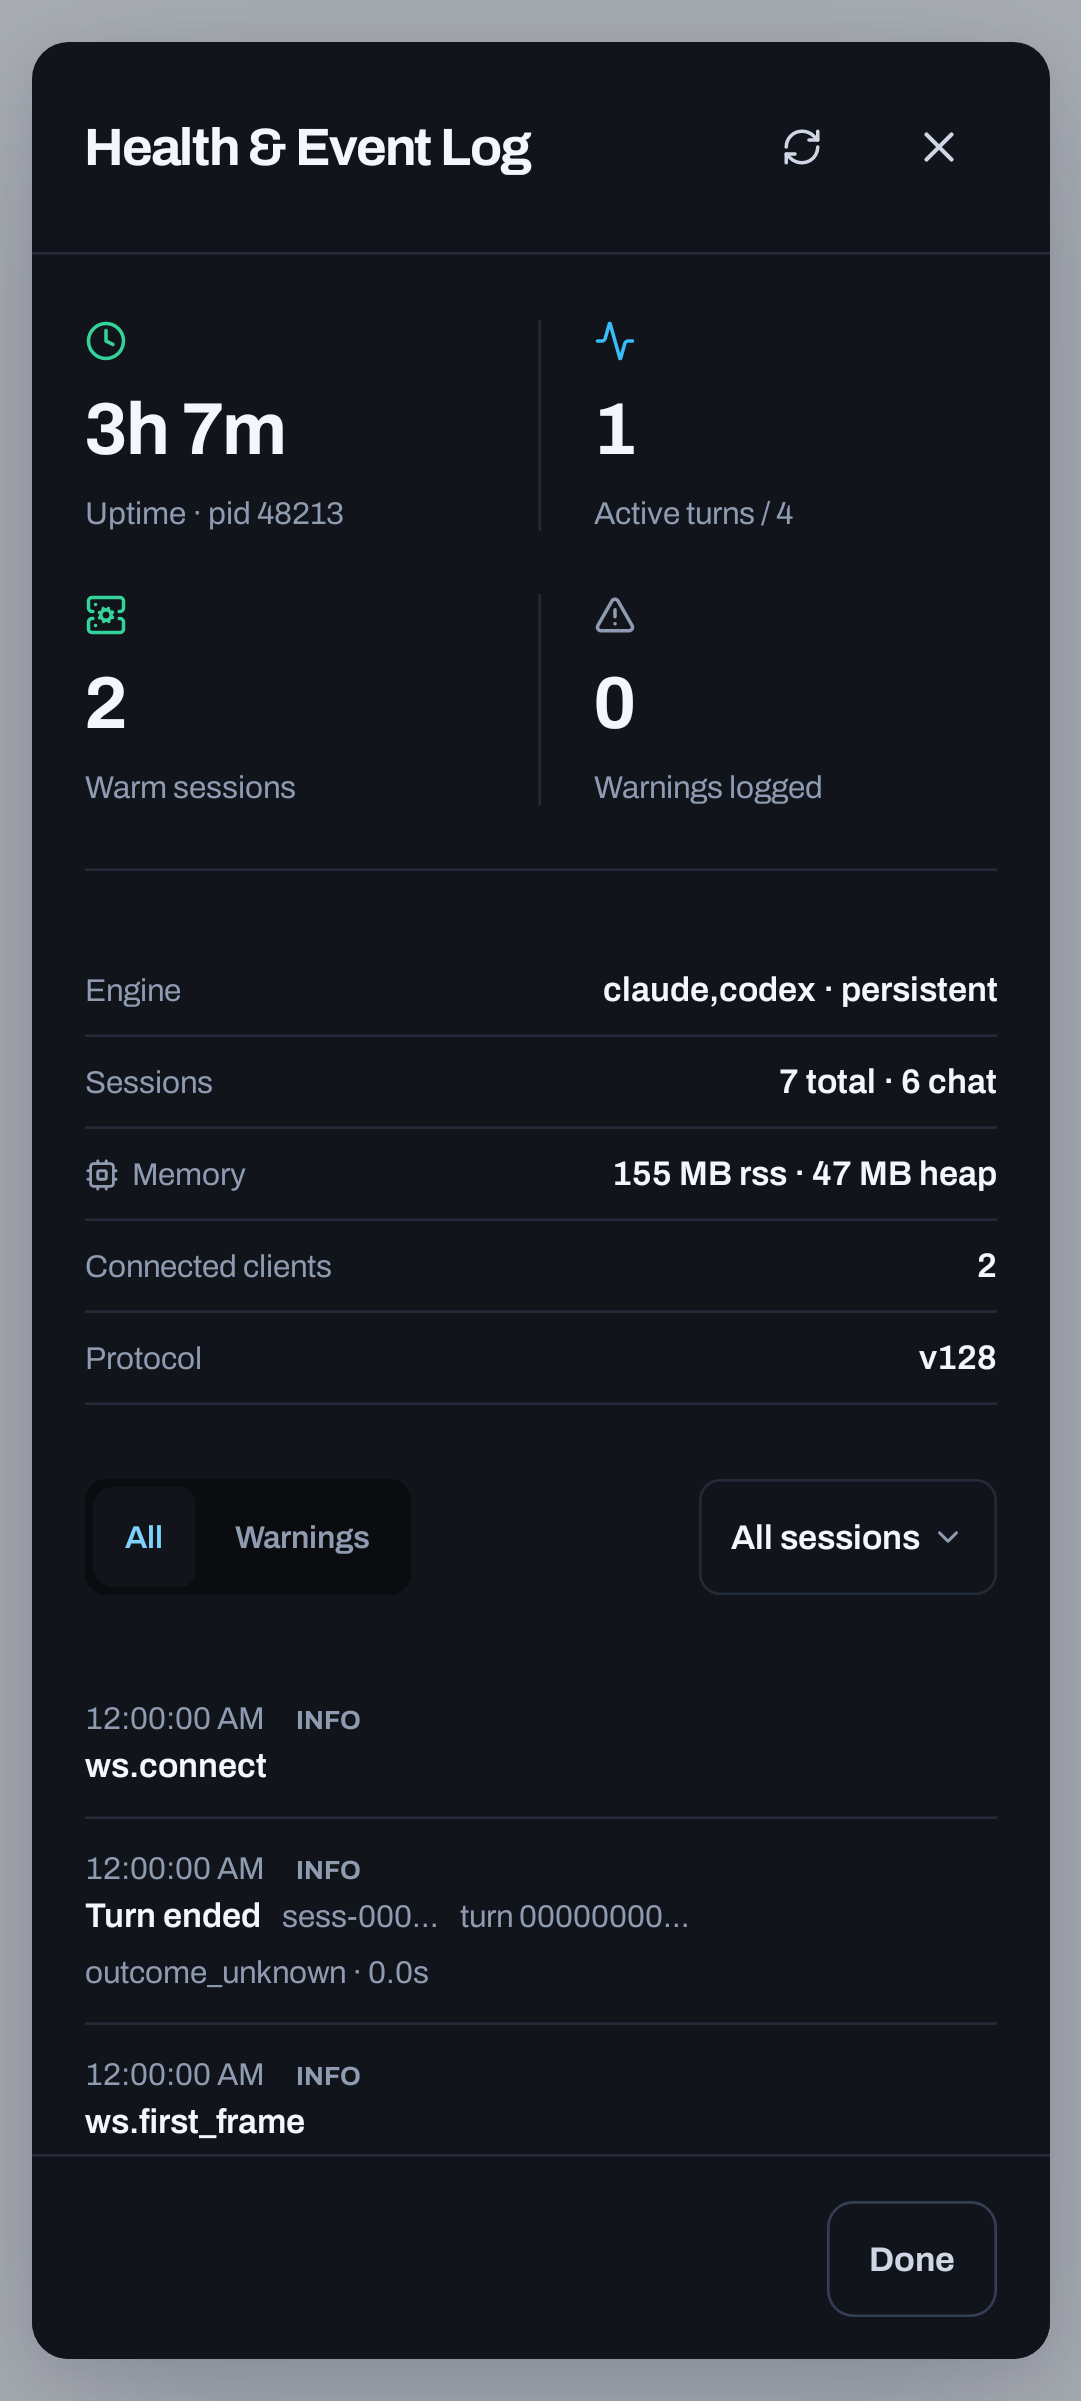 Health & Event Log
3h 7m
Uptime · pid 48213
1
Active turns / 4
2
Warm sessions
0
Warnings logged
Engine claude,codex · persistent
Sessions 7 total · 6 chat
Memory 155 MB rss · 47 MB heap
Connected clients 2
Protocol v128
All Warnings All sessions
12:00:00 AM INFO
ws.connect
12:00:00 AM INFO
Turn ended sess-000... turn 00000000...
outcome_unknown · 0.0s
12:00:00 AM INFO
ws.first_frame
Done